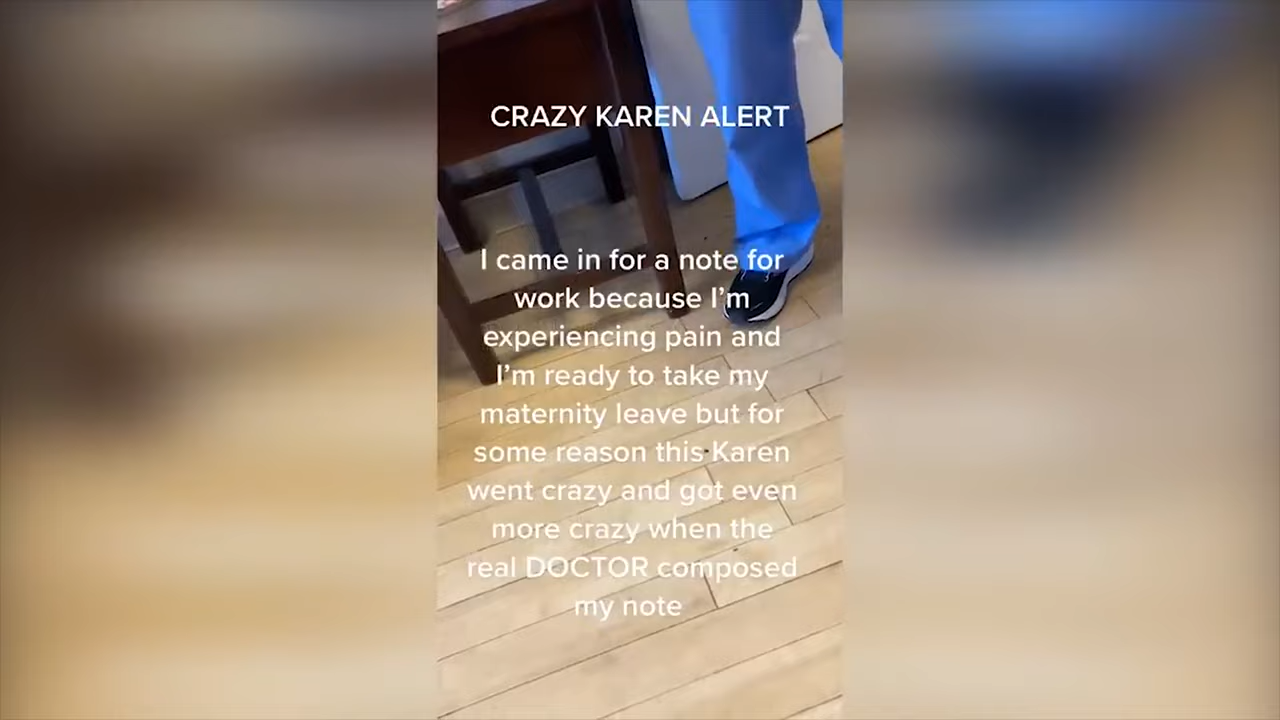 CRAZY KAREN ALERT
I came in for a note for
work because I’m
experiencing pain and
I’m ready to take my
maternity leave but for
some reason this Karen
went crazy and got even
more crazy when the
real DOCTOR composed
my note